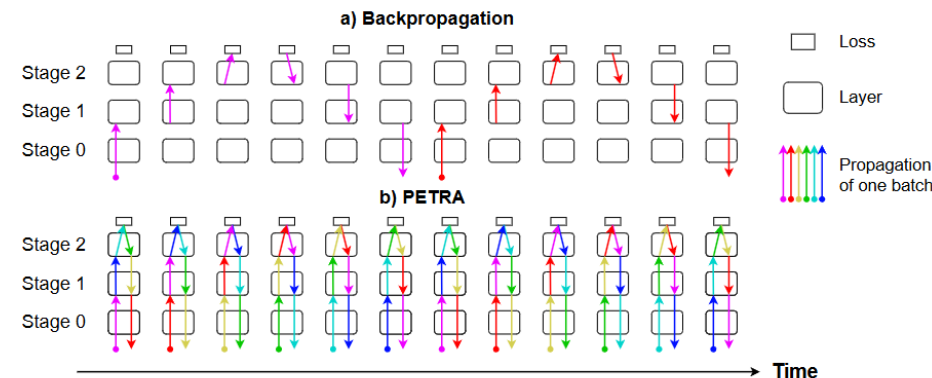 a) Backpropagation
Stage 2
Stage 1
Stage 0
b) PETRA
Stage 2
Stage 1
Stage 0
Time
Loss
Layer
Propagation
of one batch